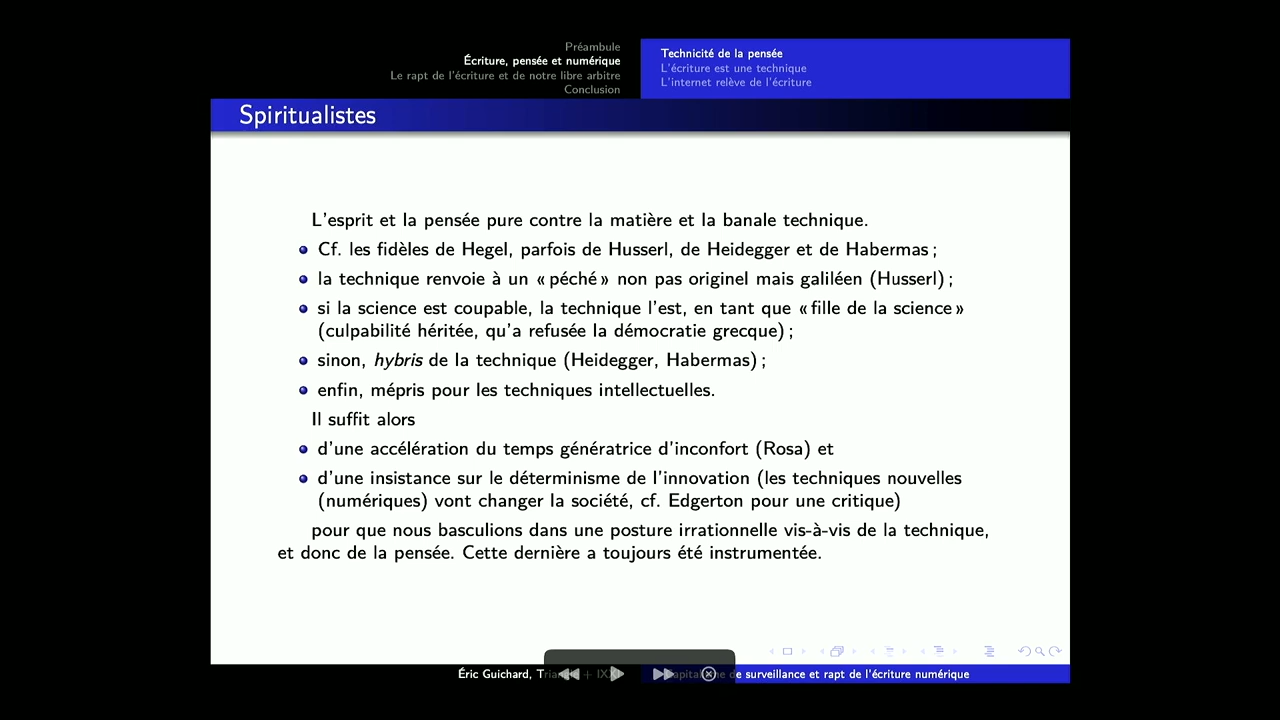 Préambule
Écriture, pensée et numérique
Le rapt de l'écriture et de notre libre arbitre
Conclusion
Technicité de la pensée
L'écriture est une technique
L'internet relève de l'écriture
Spiritualistes
L'esprit et la pensée pure contre la matière et la banale technique.
Cf. les fidèles de Hegel, parfois de Husserl, de Heidegger et de Habermas ;
la technique renvoie à un « péché » non pas originel mais galiléen (Husserl) ;
si la science est coupable, la technique l'est, en tant que « fille de la science »
(culpabilité héritée, qu'a refusée la démocratie grecque) ;
sinon, hybris de la technique (Heidegger, Habermas) ;
enfin, mépris pour les techniques intellectuelles.
Il suffit alors
d'une accélération du temps génératrice d'inconfort (Rosa) et
d'une insistance sur le déterminisme de l'innovation (les techniques nouvelles
(numériques) vont changer la société, cf. Edgerton pour une critique)
pour que nous basculions dans une posture irrationnelle vis-à-vis de la technique,
et donc de la pensée. Cette dernière a toujours été instrumentée.
Éric Guichard,
de surveillance et rapt de l'écriture numérique